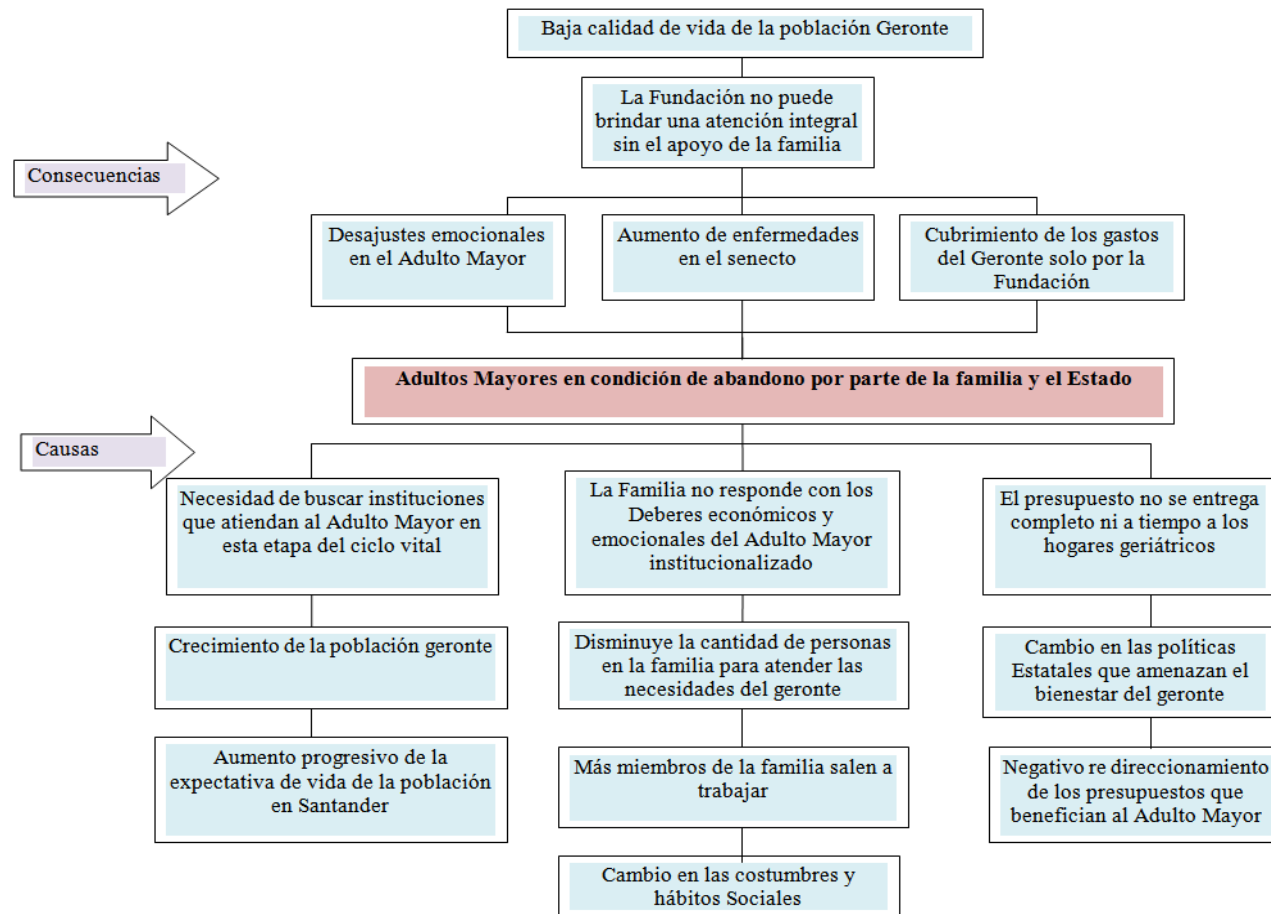 Baja calidad de vida de la población Geronte
La Fundación no puede
brindar una atención integral
sin el apoyo de la familia
Consecuencias
Desajustes emocionales
en el Adulto Mayor
Aumento de enfermedades
en el senecto
Cubrimiento de los gastos
del Geronte solo por la
Fundación
Adultos Mayores en condición de abandono por parte de la familia y el Estado
Causas
Necesidad de buscar instituciones
que atiendan al Adulto Mayor en
esta etapa del ciclo vital
La Familia no responde con los
Deberes económicos y
emocionales del Adulto Mayor
institucionalizado
El presupuesto no se entrega
completo ni a tiempo a los
hogares geriátricos
Crecimiento de la población geronte
Disminuye la cantidad de personas
en la familia para atender las
necesidades del geronte
Cambio en las políticas
Estatales que amenazan el
bienestar del geronte
Aumento progresivo de la
expectativa de vida de la población
en Santander
Más miembros de la familia salen a
trabajar
Negativo re direccionamiento
de los presupuestos que
benefician al Adulto Mayor
Cambio en las costumbres y
hábitos Sociales